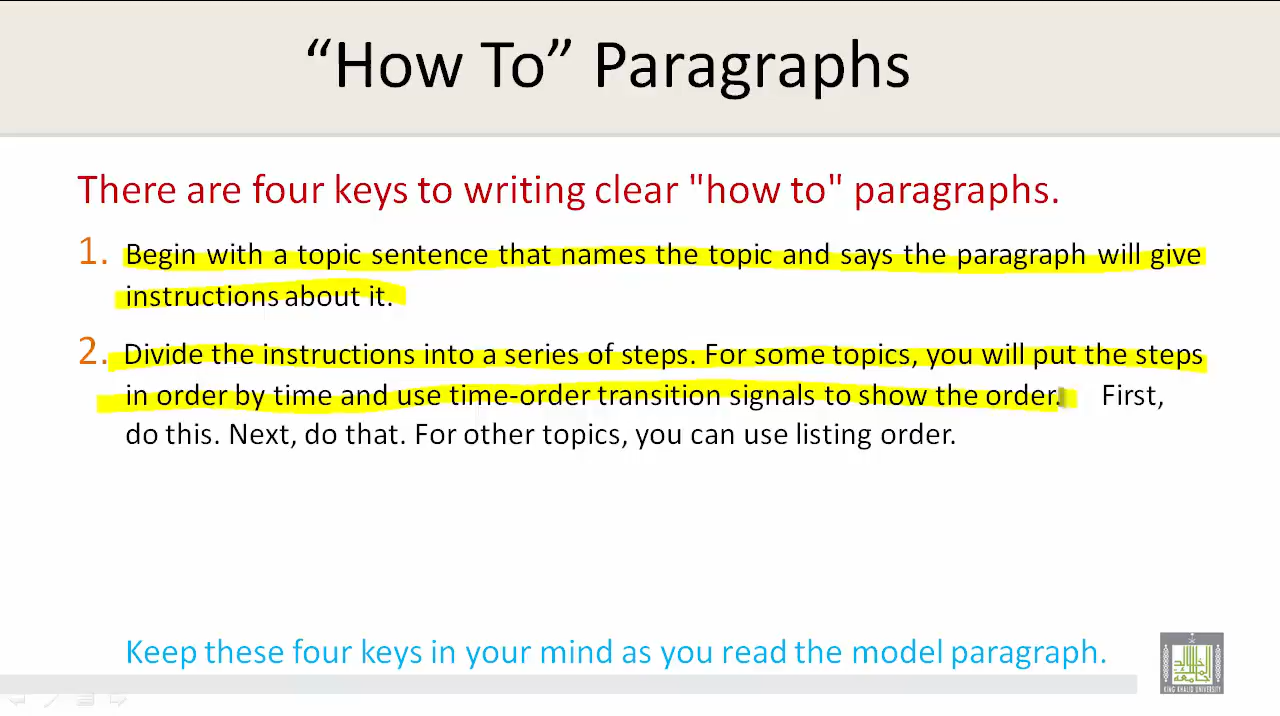 “How To” Paragraphs
There are four keys to writing clear "how to" paragraphs.
1. Begin with a topic sentence that names the topic and says the paragraph will give
instructions about it.
2. Divide the instructions into a series of steps. For some topics, you will put the steps
in order by time and use time-order transition signals to show the order. First,
do this. Next, do that. For other topics, you can use listing order.
Keep these four keys in your mind as you read the model paragraph.
KING KHALID UNIVERSITY